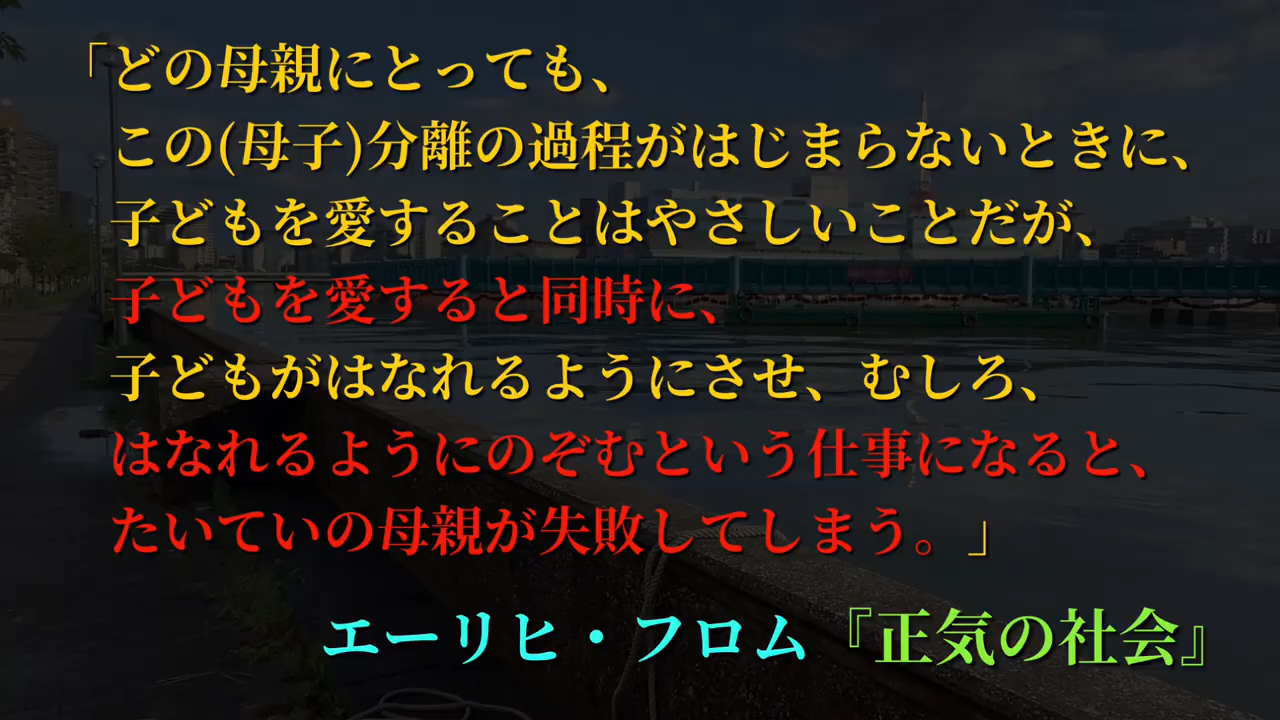 「どの母親にとっても、
この(母子)分離の過程がはじまらないときに、
子どもを愛することはやさしいことだが、
子どもを愛すると同時に、
子どもがはなれるようにさせ、むしろ、
はなれるようにのぞむという仕事になると、
たいていの母親が失敗してしまう。」
エーリヒ・フロム『正気の社会』